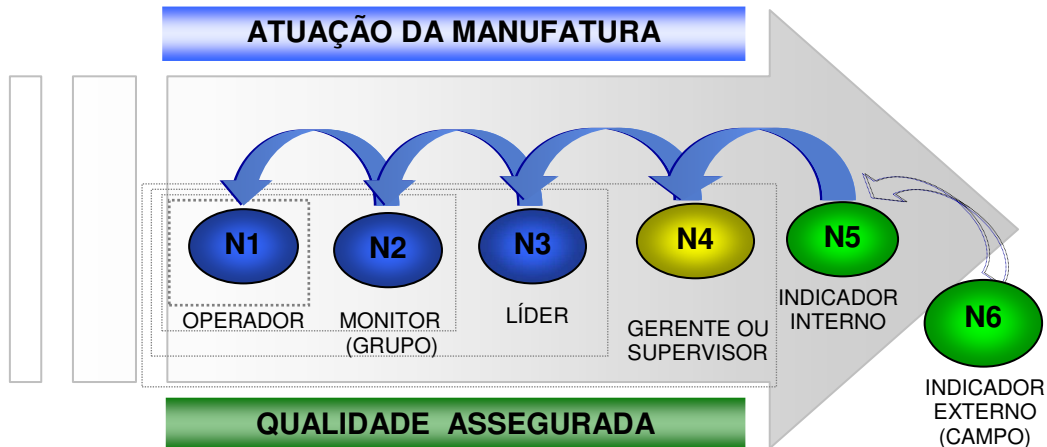 ATUAÇÃO DA MANUFATURA
N1
N2
N3
N4
N5
N6
OPERADOR
MONITOR
(GRUPO)
LÍDER
GERENTE OU
SUPERVISOR
INDICADOR
INTERNO
INDICADOR
EXTERNO
(CAMPO)
QUALIDADE ASSEGURADA